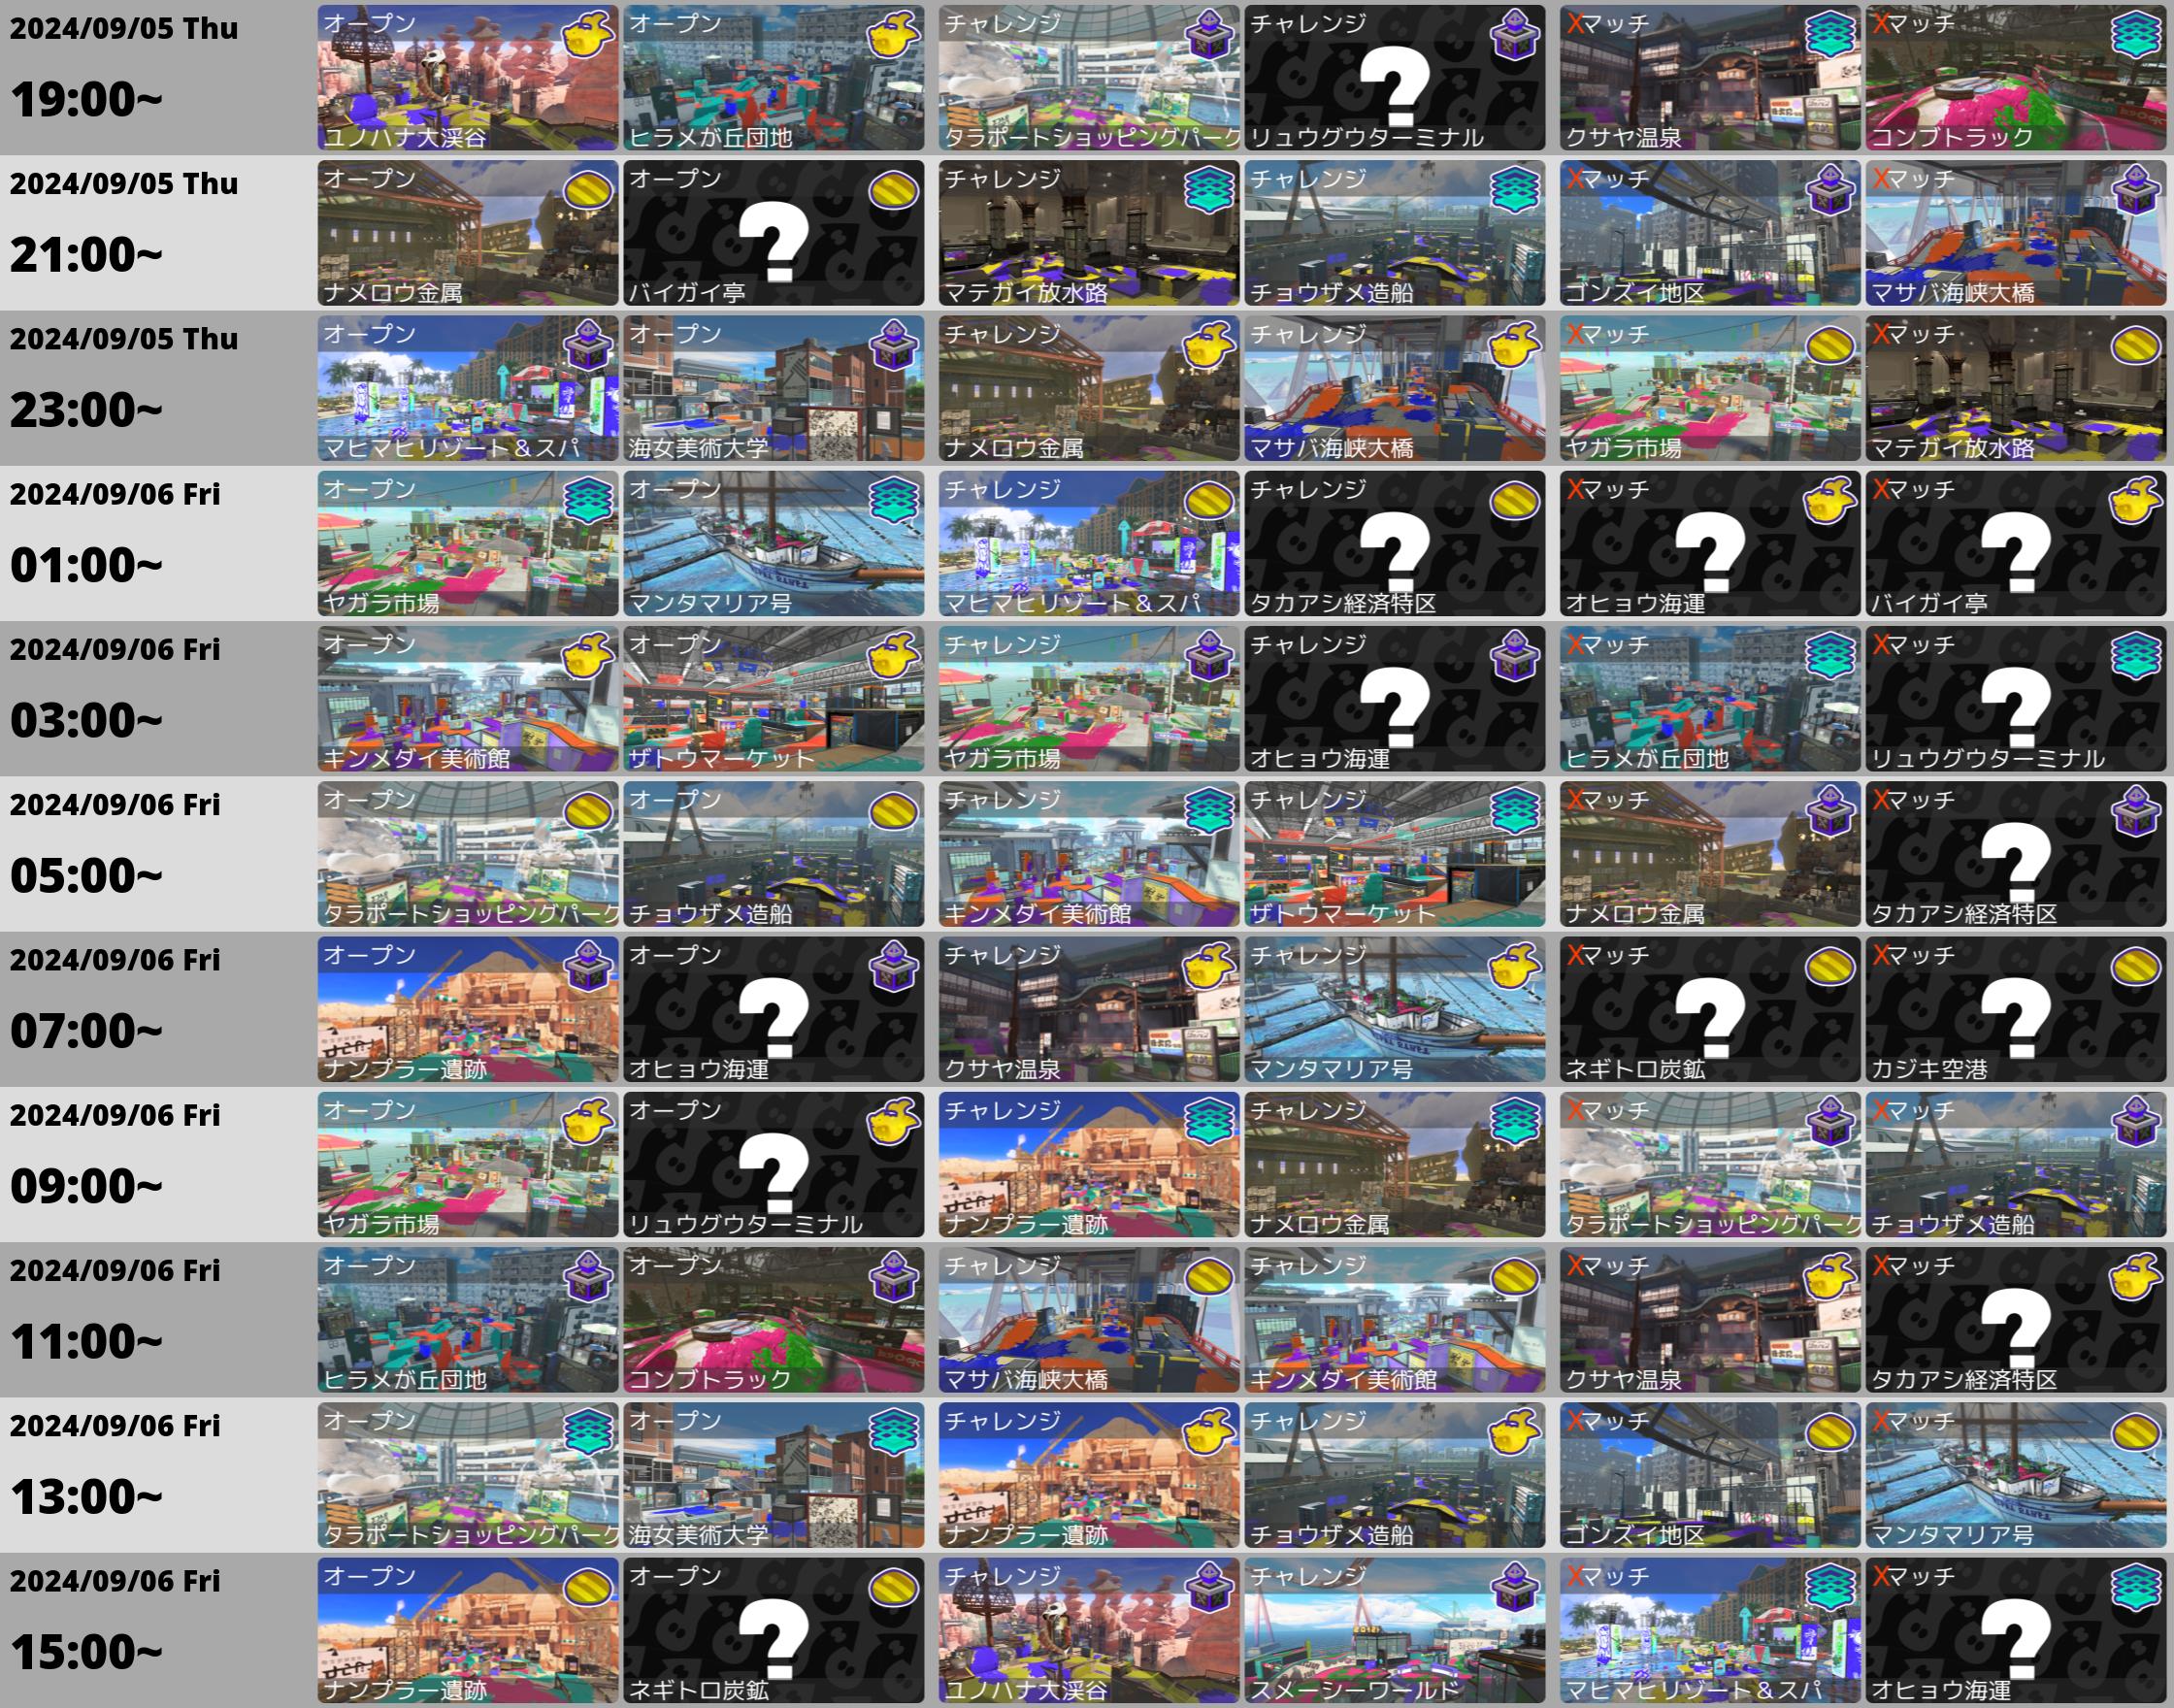 2024/09/05 Thu
19:00~
オープン
ユノハナ大渓谷
オープン
ヒラメが丘団地
チャレンジ
タラポートショッピングパーク
チャレンジ
リュウグウターミナル
Xマッチ
クサヤ温泉
Xマッチ
コンブトラック
2024/09/05 Thu
21:00~
オープン
ナメロウ金属
オープン
バイガイ亭
チャレンジ
マテガイ放水路
チャレンジ
チョウザメ造船
Xマッチ
ゴンズイ地区
Xマッチ
マサバ海峡大橋
2024/09/05 Thu
23:00~
オープン
マヒマヒリゾート＆スパ
オープン
海女美術大学
チャレンジ
ナメロウ金属
チャレンジ
マサバ海峡大橋
Xマッチ
ヤガラ市場
Xマッチ
マテガイ放水路
2024/09/06 Fri
01:00~
オープン
ヤガラ市場
オープン
マンタマリア号
チャレンジ
マヒマヒリゾート＆スパ
チャレンジ
タカアシ経済特区
Xマッチ
オヒョウ海運
Xマッチ
バイガイ亭
2024/09/06 Fri
03:00~
オープン
キンメダイ美術館
オープン
ザトウマーケット
チャレンジ
ヤガラ市場
チャレンジ
オヒョウ海運
Xマッチ
ヒラメが丘団地
Xマッチ
リュウグウターミナル
2024/09/06 Fri
05:00~
オープン
タラポートショッピングパーク
オープン
チョウザメ造船
チャレンジ
キンメダイ美術館
チャレンジ
ザトウマーケット
Xマッチ
ナメロウ金属
Xマッチ
タカアシ経済特区
2024/09/06 Fri
07:00~
オープン
ナンプラー遺跡
オープン
オヒョウ海運
チャレンジ
クサヤ温泉
チャレンジ
マンタマリア号
Xマッチ
ネギトロ炭鉱
Xマッチ
カジキ空港
2024/09/06 Fri
09:00~
オープン
ヤガラ市場
オープン
リュウグウターミナル
チャレンジ
ナンプラー遺跡
チャレンジ
ナメロウ金属
Xマッチ
タラポートショッピングパーク
Xマッチ
チョウザメ造船
2024/09/06 Fri
11:00~
オープン
ヒラメが丘団地
オープン
コンブトラック
チャレンジ
マサバ海峡大橋
チャレンジ
キンメダイ美術館
Xマッチ
クサヤ温泉
Xマッチ
タカアシ経済特区
2024/09/06 Fri
13:00~
オープン
タラポートショッピングパーク
オープン
海女美術大学
チャレンジ
ナンプラー遺跡
チャレンジ
チョウザメ造船
Xマッチ
ゴンズイ地区
Xマッチ
マンタマリア号
2024/09/06 Fri
15:00~
オープン
ナンプラー遺跡
オープン
ネギトロ炭鉱
チャレンジ
ユノハナ大渓谷
チャレンジ
スメーシーワールド
Xマッチ
マヒマヒリゾート＆スパ
Xマッチ
オヒョウ海運